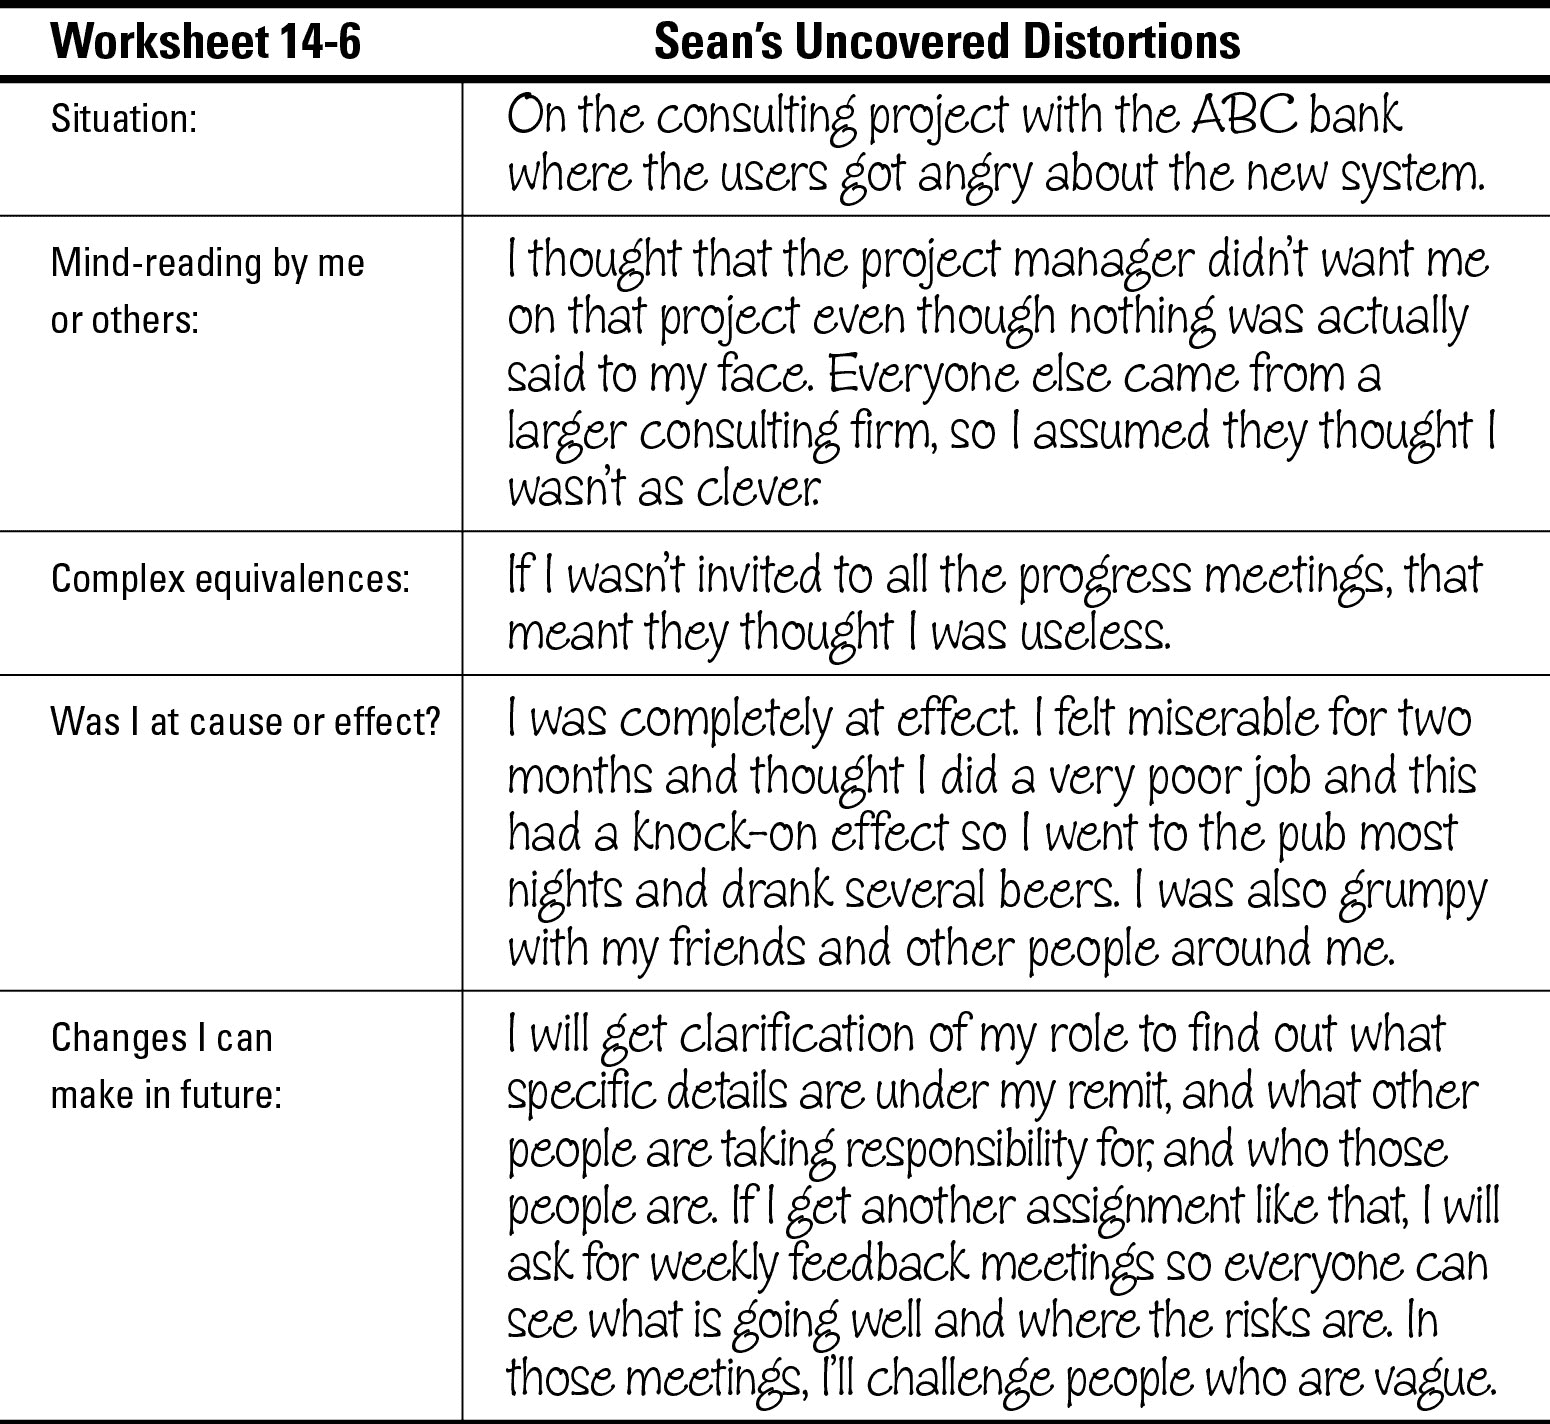 Worksheet 14-6 Sean's Uncovered Distortions
Situation:
On the consulting project with the ABC bank
where the users got angry about the new system.
Mind-reading by me
or others:
I thought that the project manager didn't want me
on that project even though nothing was actually
said to my face. Everyone else came from a
larger consulting firm, so I assumed they thought I
wasn't as clever.
Complex equivalences:
If I wasn't invited to all the progress meetings, that
meant they thought I was useless.
Was I at cause or effect?
I was completely at effect. I felt miserable for two
months and thought I did a very poor job and this
had a knock-on effect so I went to the pub most
nights and drank several beers. I was also grumpy
with my friends and other people around me.
Changes I can
make in future:
I will get clarification of my role to find out what
specific details are under my remit, and what other
people are taking responsibility for, and who those
people are. If I get another assignment like that, I will
ask for weekly feedback meetings so everyone can
see what is going well and where the risks are. In
those meetings, I'll challenge people who are vague.